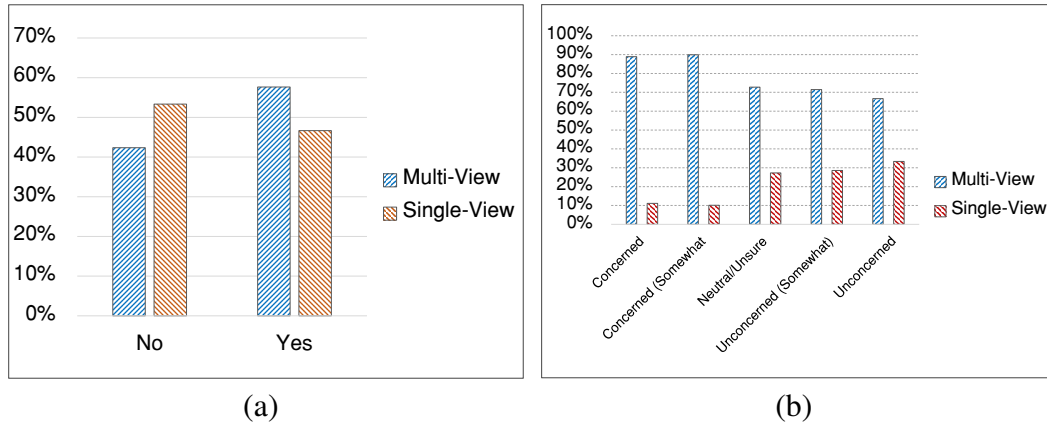 70%
60%
50%
40%
30%
20%
10%
0%
No Yes
Multi-View
Single-View
(a)
100%
90%
80%
70%
60%
50%
40%
30%
20%
10%
0%
Concerned
Concerned (Somewhat
Neutral/Unsure
Unconcerned (Somewhat)
Unconcerned
Multi-View
Single-View
(b)